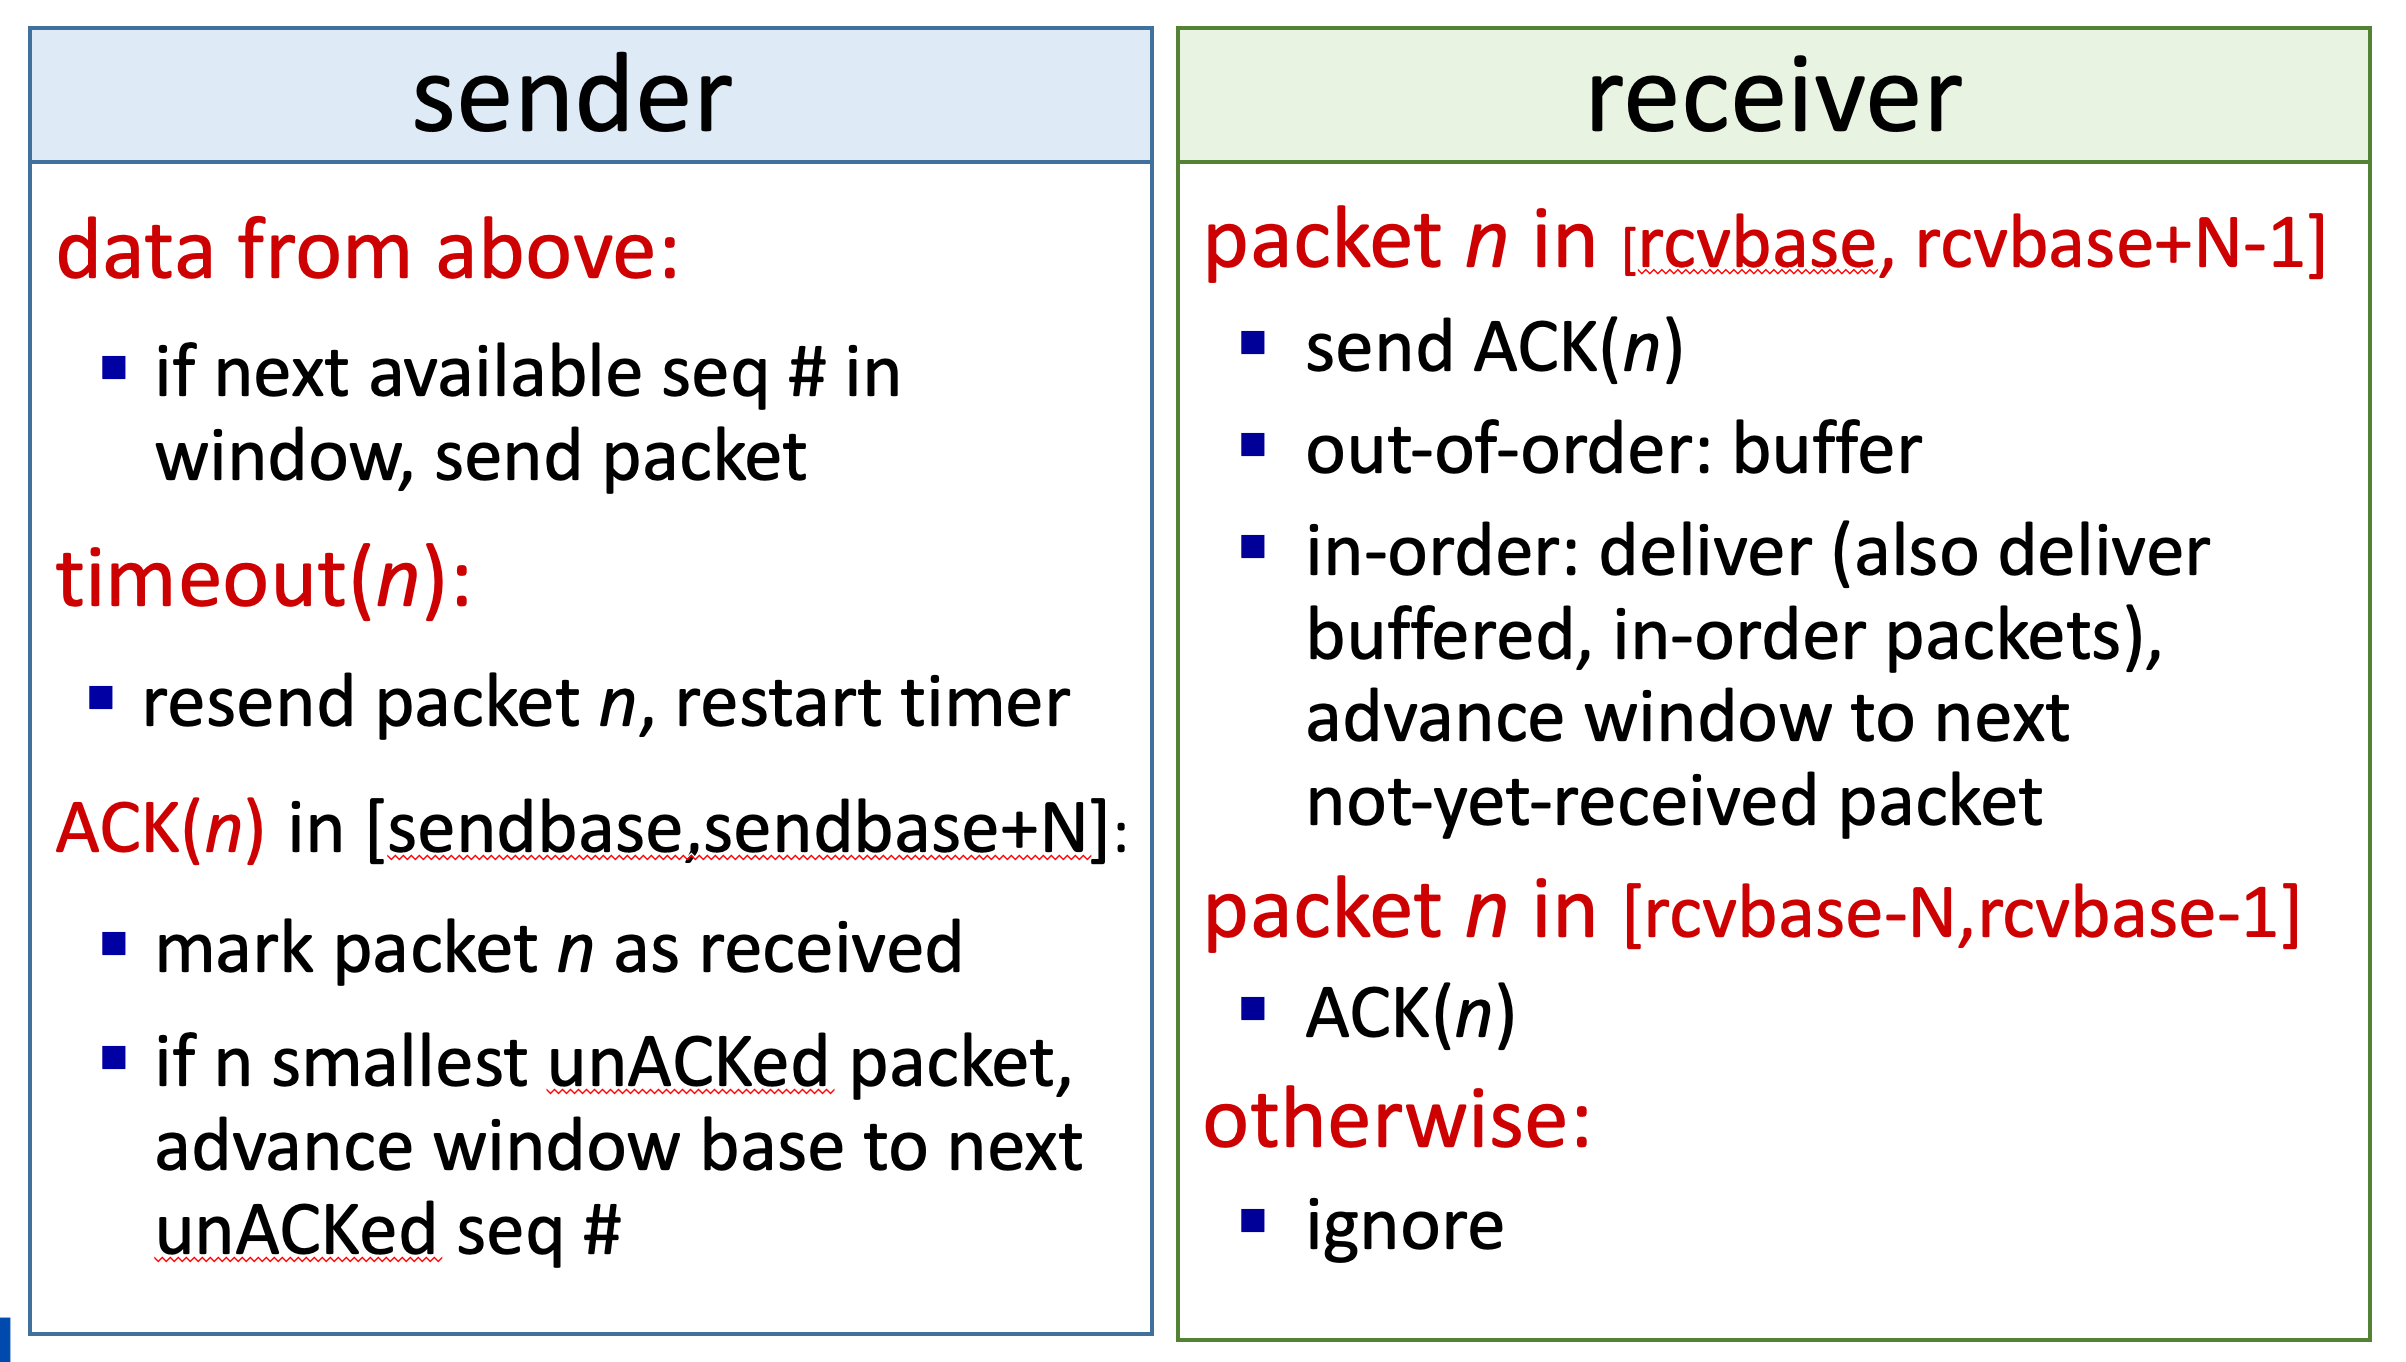 sender
data from above:
if next available seq # in
window, send packet
timeout(n):
resend packet n, restart timer
ACK(n) in [sendbase,sendbase+N]:
mark packet n as received
if n smallest unACKed packet,
advance window base to next
unACKed seq #
receiver
packet n in [rcvbase, rcvbase+N-1]
send ACK(n)
out-of-order: buffer
in-order: deliver (also deliver
buffered, in-order packets),
advance window to next
not-yet-received packet
packet n in [rcvbase-N,rcvbase-1]
ACK(n)
otherwise:
ignore